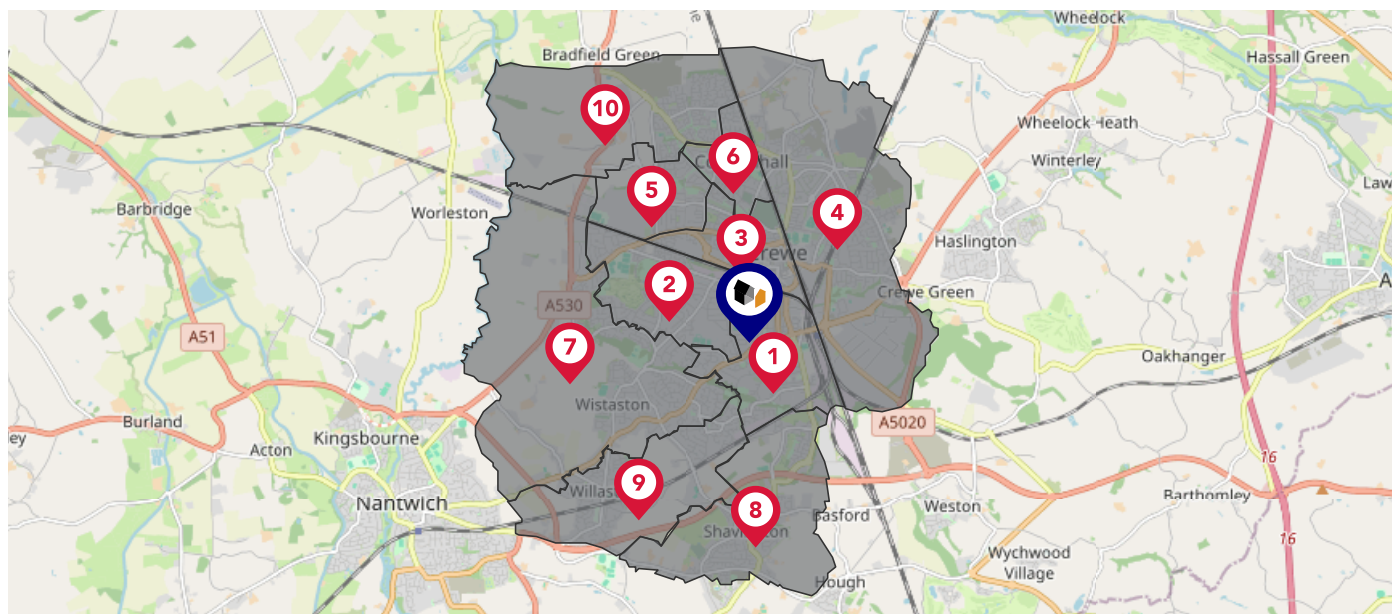 Wheelock
Bradfield Green
Hassall Green
10
Wheelock Heath
6
Winterley
5
Barbridge
Worleston
4
3
Haslington
Crewe
2
Crewe Green
A530
A51
7
1
Oakhanger
Wistaston
Burland
A5020
Kingsbourne
Acton
16
9
Barthomley
Nantwich
8
Weston
Basford
16
Wychwood
Village
Hough